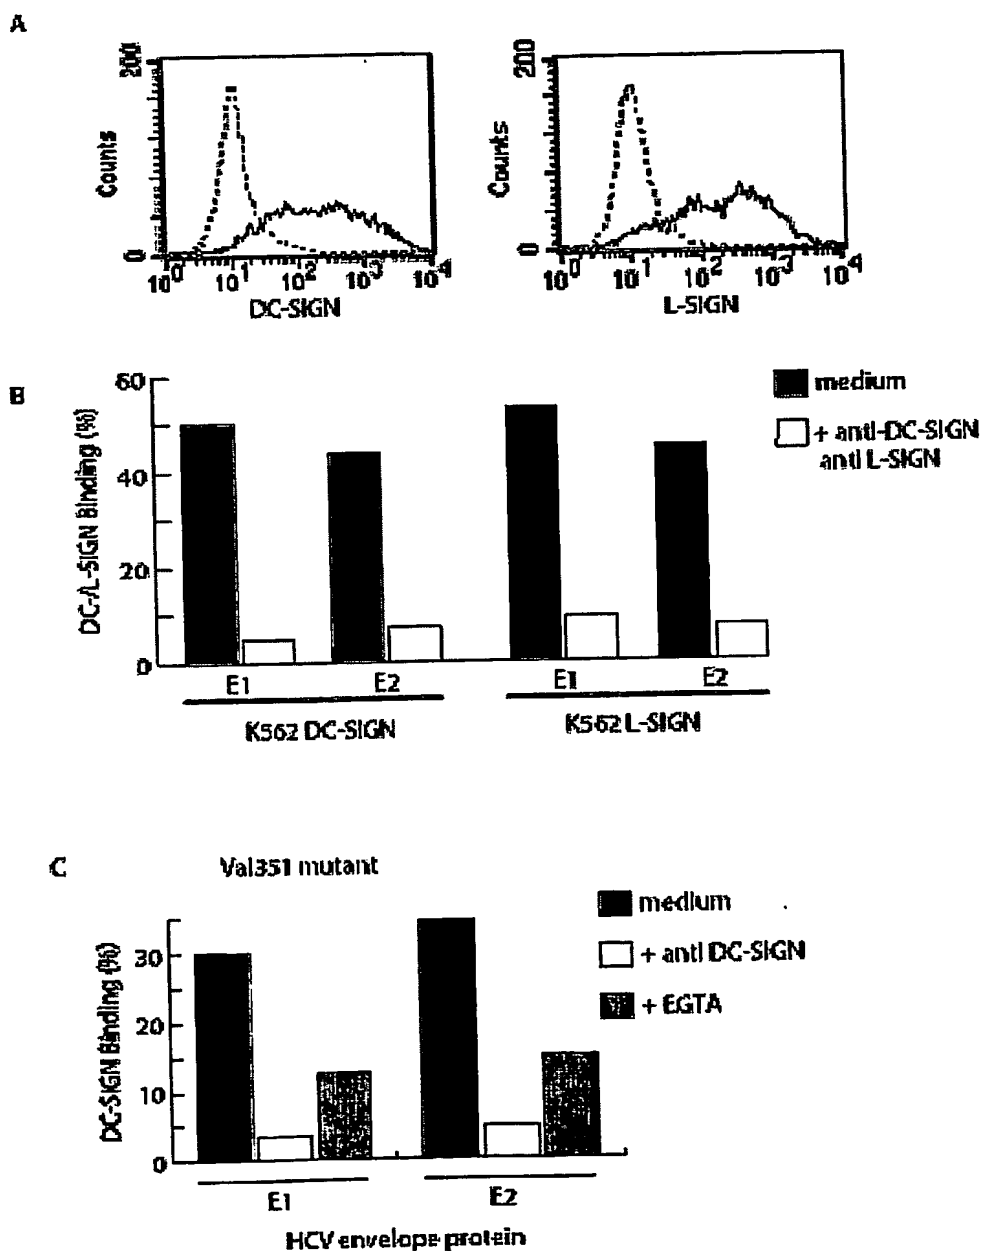 A
200
Counts
0
10^0 10^1 10^2 10^3 10^4
DC-SIGN
200
Counts
0
10^0 10^1 10^2 10^3 10^4
L-SIGN
B
60
40
20
0
DC-/L-SIGN Binding (%)
medium
+ anti-DC-SIGN
anti L-SIGN
E1 E2 E1 E2
K562 DC-SIGN K562 L-SIGN
C
Val351 mutant
30
20
10
0
DC-SIGN Binding (%)
medium
+ anti DC-SIGN
+ EGTA
E1 E2
HCV envelope protein